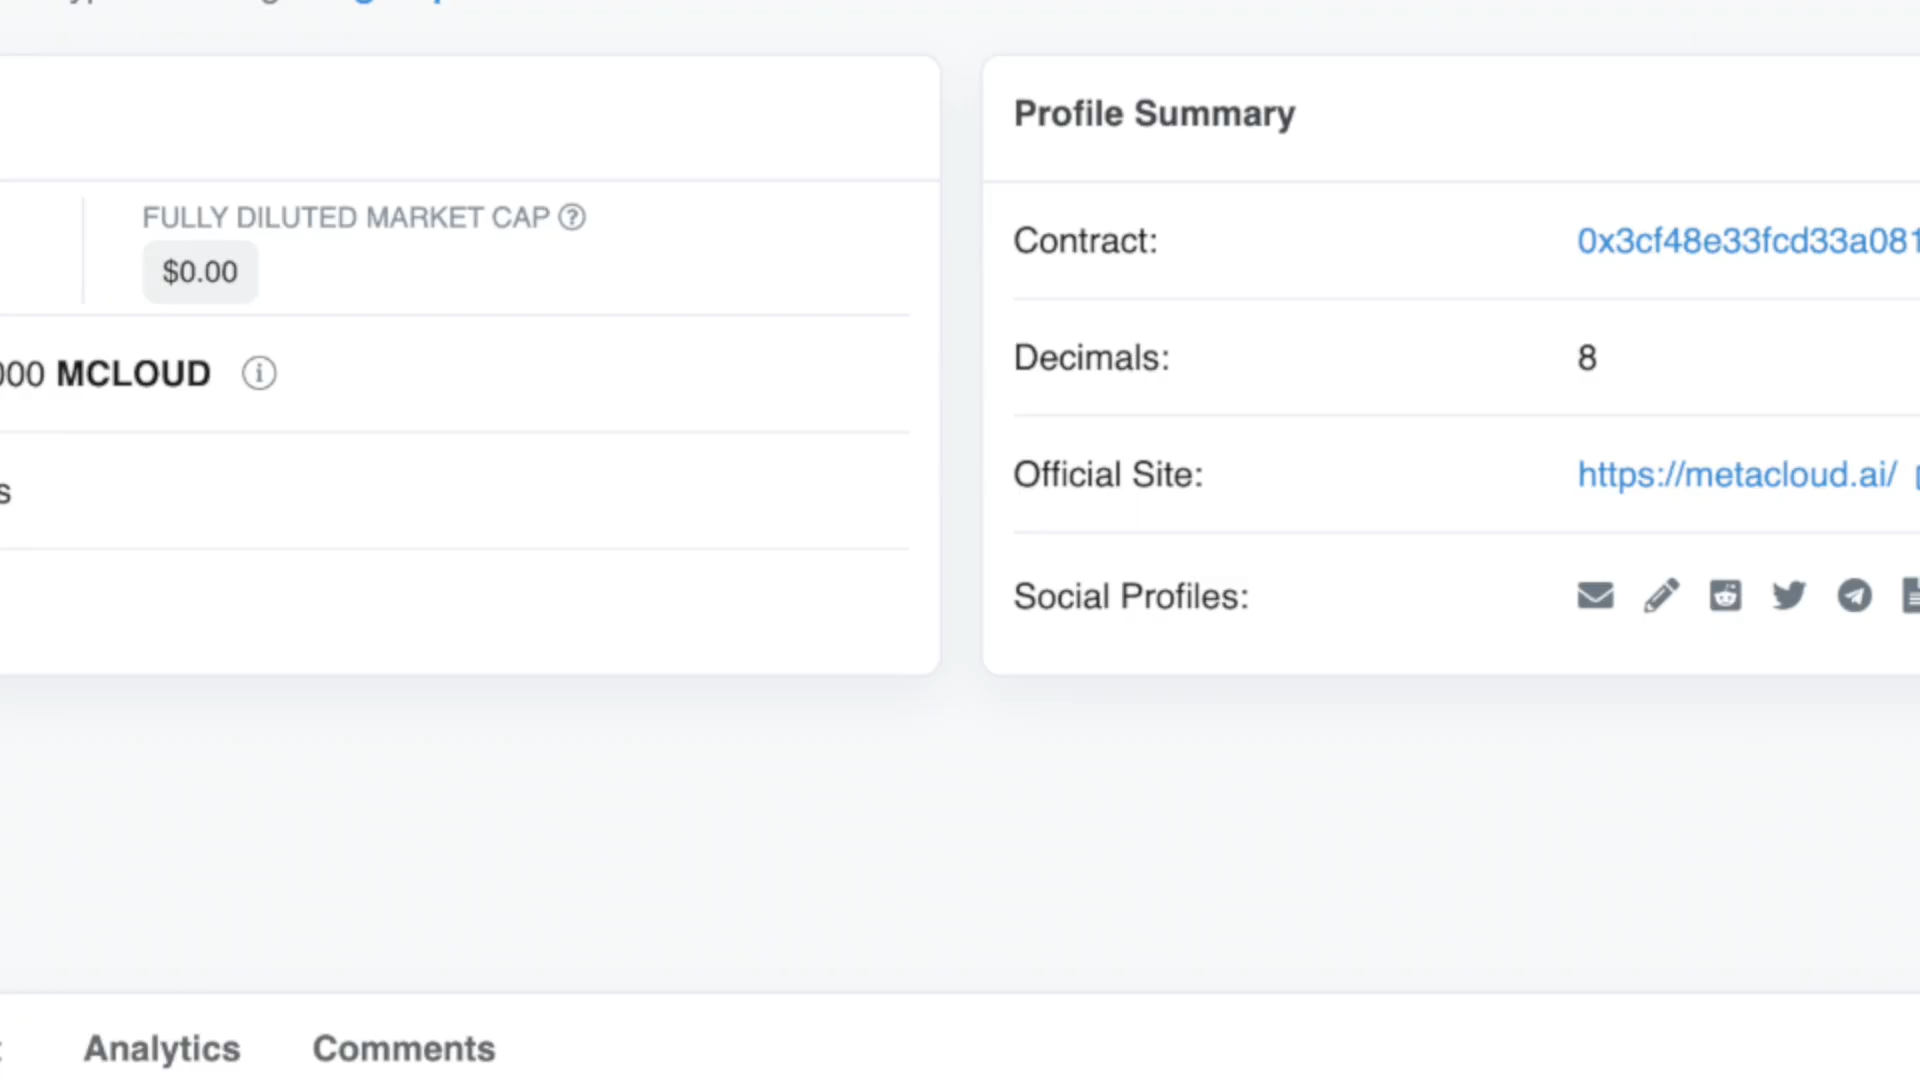 Profile Summary
FULLY DILUTED MARKET CAP
$0.00
000 MCLOUD
s
Contract:
0x3cf48e33fcd33a081
Decimals:
8
Official Site:
https://metacloud.ai/
Social Profiles:
Analytics
Comments